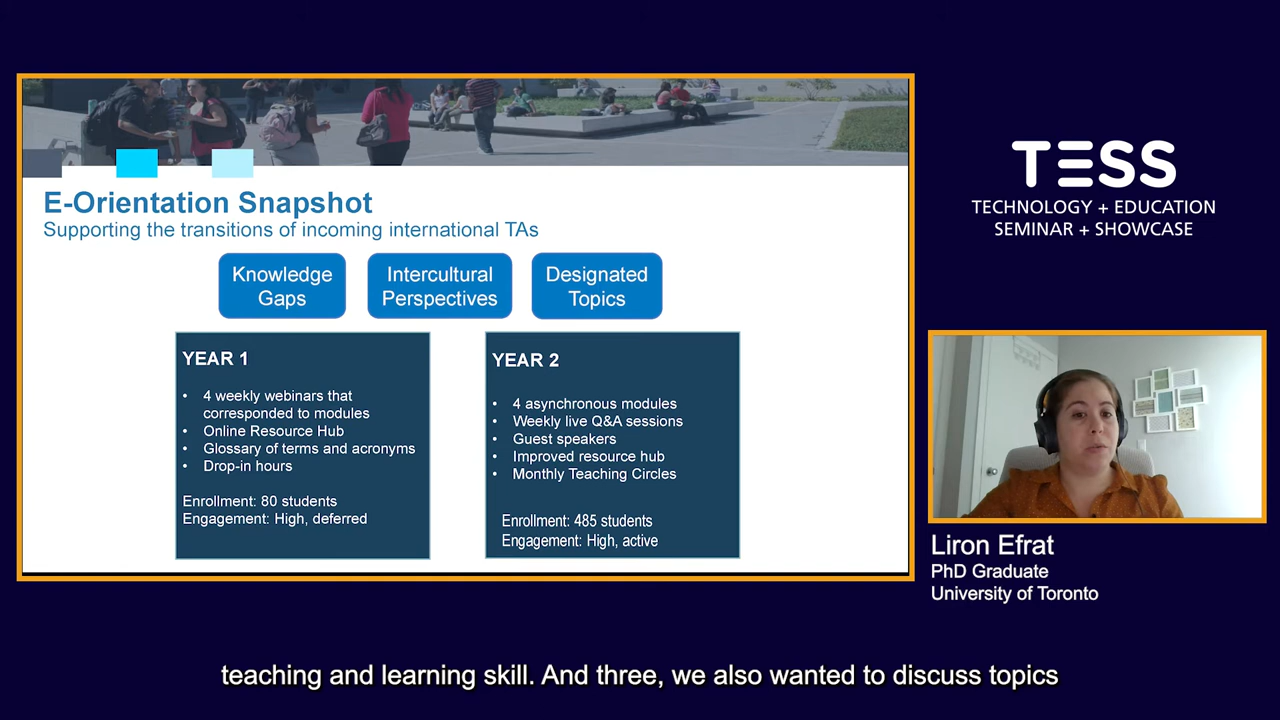 E-Orientation Snapshot
Supporting the transitions of incoming international TAs
Knowledge
Gaps
Intercultural
Perspectives
Designated
Topics
YEAR 1
• 4 weekly webinars that
corresponded to modules
• Online Resource Hub
• Glossary of terms and acronyms
• Drop-in hours
Enrollment: 80 students
Engagement: High, deferred
YEAR 2
• 4 asynchronous modules
• Weekly live Q&A sessions
• Guest speakers
• Improved resource hub
• Monthly Teaching Circles
Enrollment: 485 students
Engagement: High, active
TESS
TECHNOLOGY + EDUCATION
SEMINAR + SHOWCASE
Liron Efrat
PhD Graduate
University of Toronto
teaching and learning skill. And three, we also wanted to discuss topics